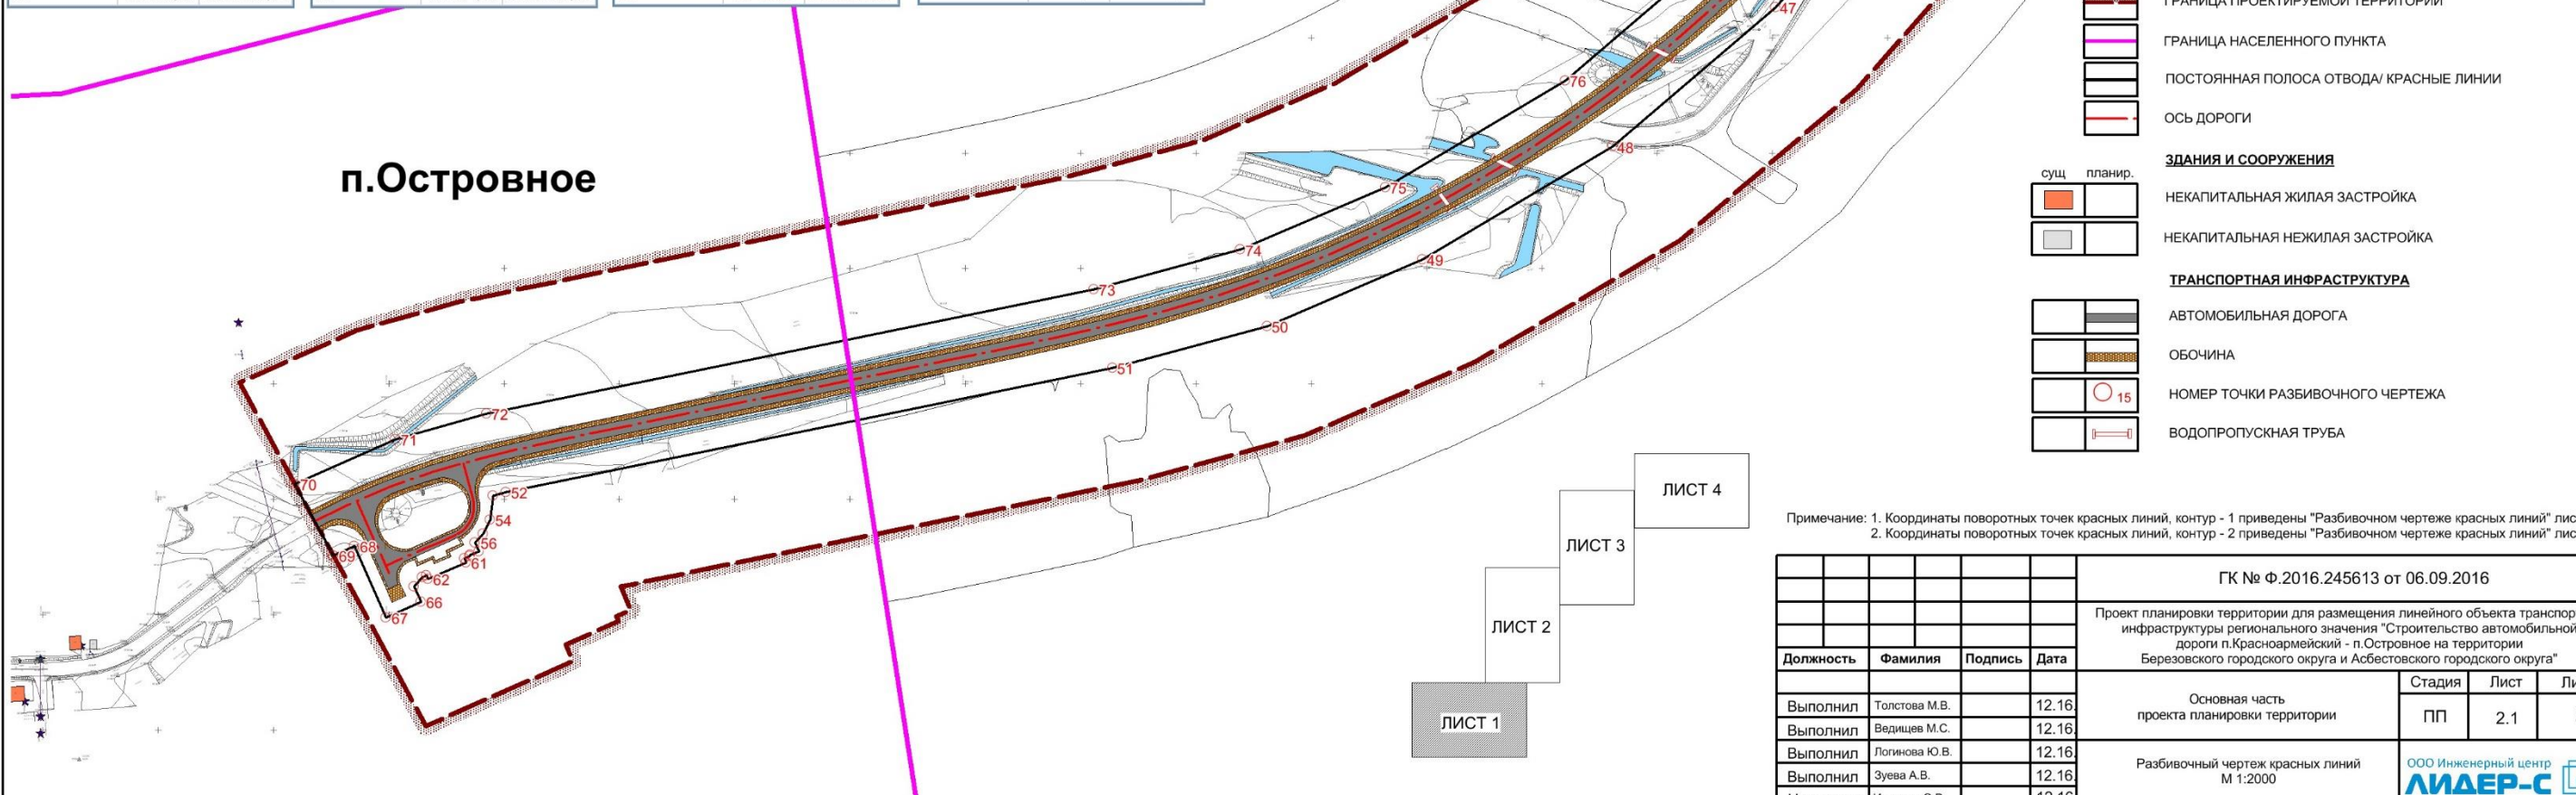 ГРАНИЦА ПРОЕКТИРУЕМОЙ ТЕРРИТОРИИ
ГРАНИЦА НАСЕЛЕННОГО ПУНКТА
ПОСТОЯННАЯ ПОЛОСА ОТВОДА/ КРАСНЫЕ ЛИНИИ
ОСЬ ДОРОГИ
ЗДАНИЯ И СООРУЖЕНИЯ
сущ планир.
НЕКАПИТАЛЬНАЯ ЖИЛАЯ ЗАСТРОЙКА
НЕКАПИТАЛЬНАЯ НЕЖИЛАЯ ЗАСТРОЙКА
ТРАНСПОРТНАЯ ИНФРАСТРУКТУРА
АВТОМОБИЛЬНАЯ ДОРОГА
ОБОЧИНА
15 НОМЕР ТОЧКИ РАЗБИВОЧНОГО ЧЕРТЕЖА
ВОДОПРОПУСКНАЯ ТРУБА
п.Островное
47
76
48
75
74
49
73
50
51
72
71
70
52
54
56
68
69
61
62
66
67
ЛИСТ 4
ЛИСТ 3
ЛИСТ 2
ЛИСТ 1
Примечание: 1. Координаты поворотных точек красных линий, контур - 1 приведены "Разбивочном чертеже красных линий" лис
2. Координаты поворотных точек красных линий, контур - 2 приведены "Разбивочном чертеже красных линий" лис
ГК № Ф.2016.245613 от 06.09.2016
Проект планировки территории для размещения линейного объекта транспор
инфраструктуры регионального значения "Строительство автомобильной
дороги п.Красноармейский - п.Островное на территории
Березовского городского округа и Асбестовского городского округа"
Должность Фамилия Подпись Дата
Основная часть
проекта планировки территории
Стадия Лист Ли
ПП 2.1
Выполнил Толстова М.В. 12.16.
Выполнил Ведищев М.С. 12.16.
Выполнил Логинова Ю.В. 12.16.
Выполнил Зуева А.В. 12.16.
Разбивочный чертеж красных линий
М 1:2000
ООО Инженерный центр
ЛИДЕР-С